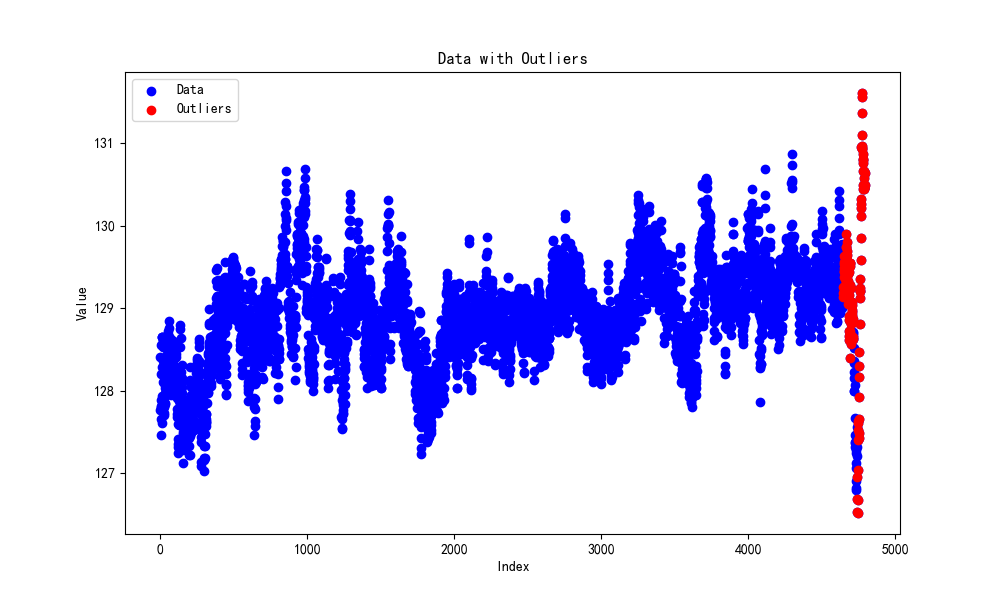 Data with Outliers
Data
Outliers
Value
131
130
129
128
127
0
1000
2000
3000
4000
5000
Index